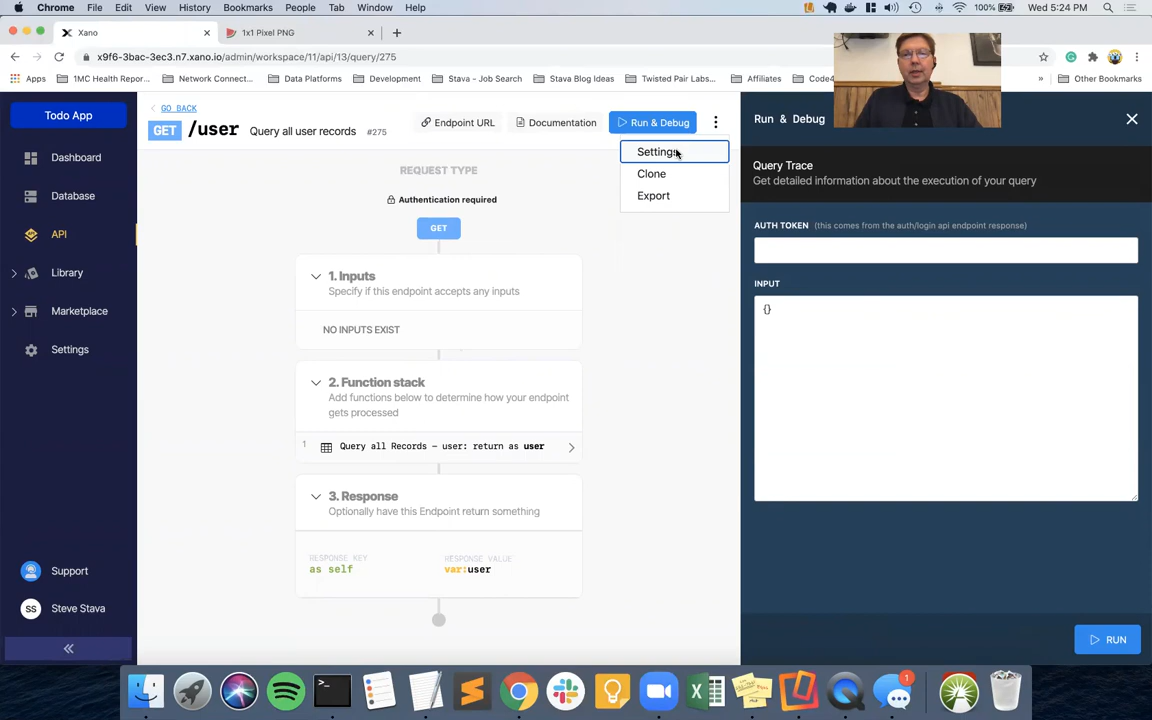 Chrome File Edit View History Bookmarks People Tab Window Help 100% Wed 5:24 PM
Xano × 1x1 Pixel PNG × +
x9f6-3bac-3ec3.n7.xano.io/admin/workspace/11/api/13/query/275
Apps 1MC Health Repor... Network Connect... Data Platforms Development Stava - Job Search Stava Blog Ideas Twisted Pair Labs... Affiliates Code4 » Other Bookmarks
Todo App
Dashboard
Database
API
Library
Marketplace
Settings
Support
SS Steve Stava
GO BACK
GET /user Query all user records #275
Endpoint URL Documentation Run & Debug
Settings
Clone
Export
REQUEST TYPE
Authentication required
GET
1. Inputs
Specify if this endpoint accepts any inputs
NO INPUTS EXIST
2. Function stack
Add functions below to determine how your endpoint
gets processed
1 Query all Records – user: return as user
3. Response
Optionally have this Endpoint return something
RESPONSE KEY RESPONSE VALUE
as self var:user
Run & Debug
Query Trace
Get detailed information about the execution of your query
AUTH TOKEN (this comes from the auth/login api endpoint response)
INPUT
{}
RUN
1